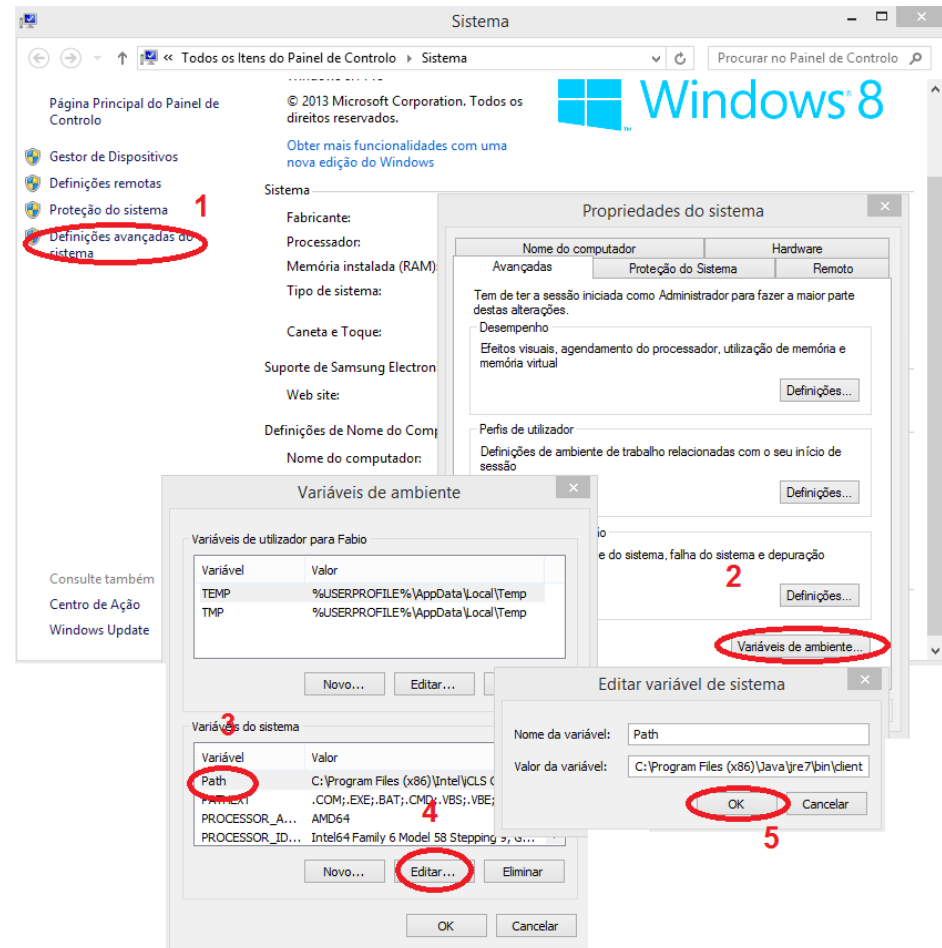 Sistema
« Todos os Itens do Painel de Controlo ▸ Sistema
Procurar no Painel de Controlo
Página Principal do Painel de
Controlo
Gestor de Dispositivos
Definições remotas
Proteção do sistema
1
Definições avançadas do
sistema
Consulte também
Centro de Ação
Windows Update
© 2013 Microsoft Corporation. Todos os
direitos reservados.
Obter mais funcionalidades com uma
nova edição do Windows
Windows 8
Sistema
Fabricante:
Processador:
Memória instalada (RAM):
Tipo de sistema:
Caneta e Toque:
Suporte de Samsung Electron
Web site:
Definições de Nome do Comp
Nome do computador:
Propriedades do sistema
Nome do computador
Hardware
Avançadas
Proteção do Sistema
Remoto
Tem de ter a sessão iniciada como Administrador para fazer a maior parte
destas alterações.
Desempenho
Efeitos visuais, agendamento do processador, utilização de memória e
memória virtual
Definições...
Perfis de utilizador
Definições de ambiente de trabalho relacionadas com o seu início de
sessão
Definições...
io
e do sistema, falha do sistema e depuração
2
Definições...
Variáveis de ambiente...
Variáveis de ambiente
Variáveis de utilizador para Fabio
Variável Valor
TEMP %USERPROFILE%\AppData\Local\Temp
TMP %USERPROFILE%\AppData\Local\Temp
Novo... Editar...
3
Variáveis do sistema
Variável Valor
Path C:\Program Files (x86)\Intel\iCLS C
PATHEXT .COM;.EXE;.BAT;.CMD;.VBS;.VBE;
4
PROCESSOR_A... AMD64
PROCESSOR_ID... Intel64 Family 6 Model 58 Stepping 9, G...
Novo... Editar... Eliminar
OK Cancelar
Editar variável de sistema
Nome da variável: Path
Valor da variável: C:\Program Files (x86)\Java\jre7\bin\client
OK Cancelar
5